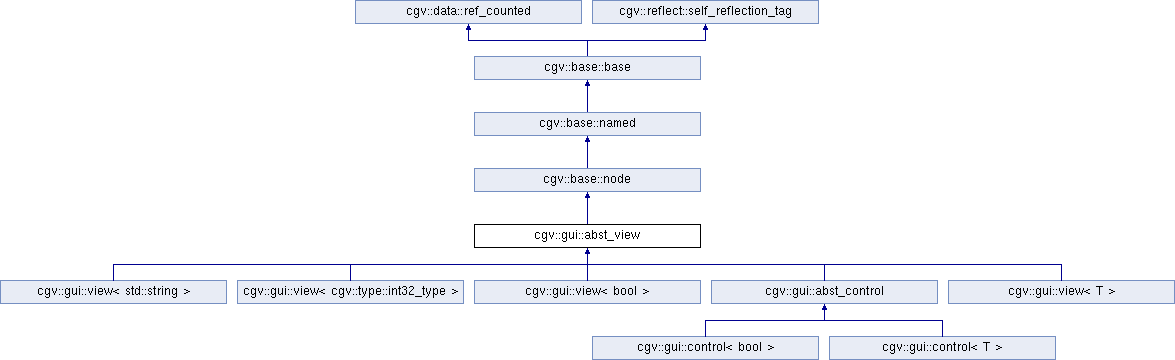 cgv::data::ref_counted
cgv::reflect::self_reflection_tag
cgv::base::base
cgv::base::named
cgv::base::node
cgv::gui::abst_view
cgv::gui::view< std::string >
cgv::gui::view< cgv::type::int32_type >
cgv::gui::view< bool >
cgv::gui::abst_control
cgv::gui::view< T >
cgv::gui::control< bool >
cgv::gui::control< T >